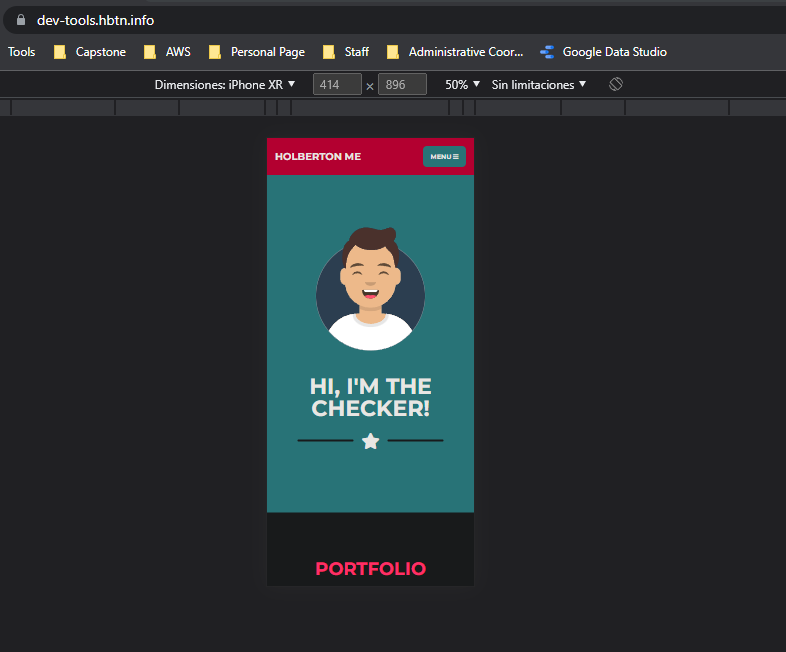 dev-tools.hbtn.info
Tools Capstone AWS Personal Page Staff Administrative Coor... Google Data Studio
Dimensiones: iPhone XR ▼ 414 × 896 50% ▼ Sin limitaciones ▼
HOLBERTON ME MENU
HI, I'M THE
CHECKER!
PORTFOLIO